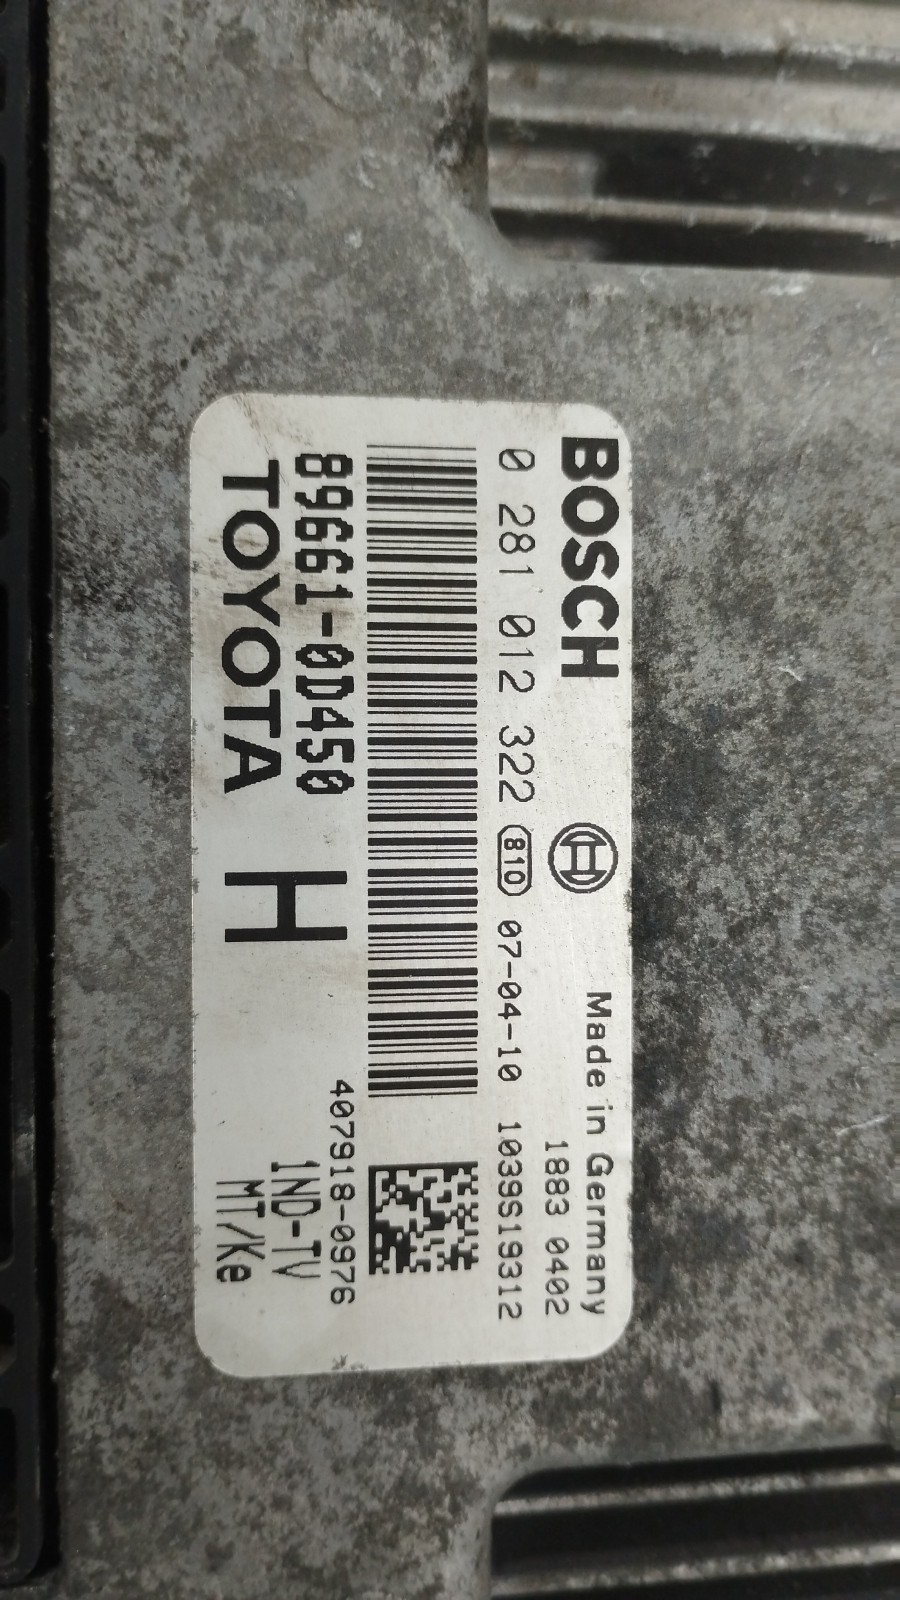 BOSCH
Made in Germany
1883 0402
0 281 012 322 810 07-04-10 1039S19312
407918-0976
89661-0D450
TOYOTA H
1ND-TV
MT/Ke